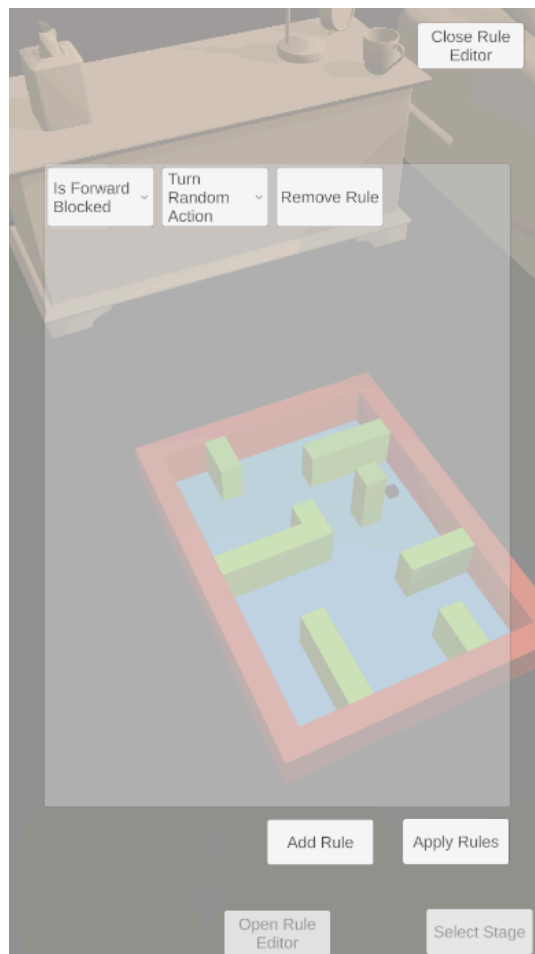 Close Rule
Editor
Is Forward
Blocked
Turn
Random
Action
Remove Rule
Add Rule
Apply Rules
Open Rule
Editor
Select Stage